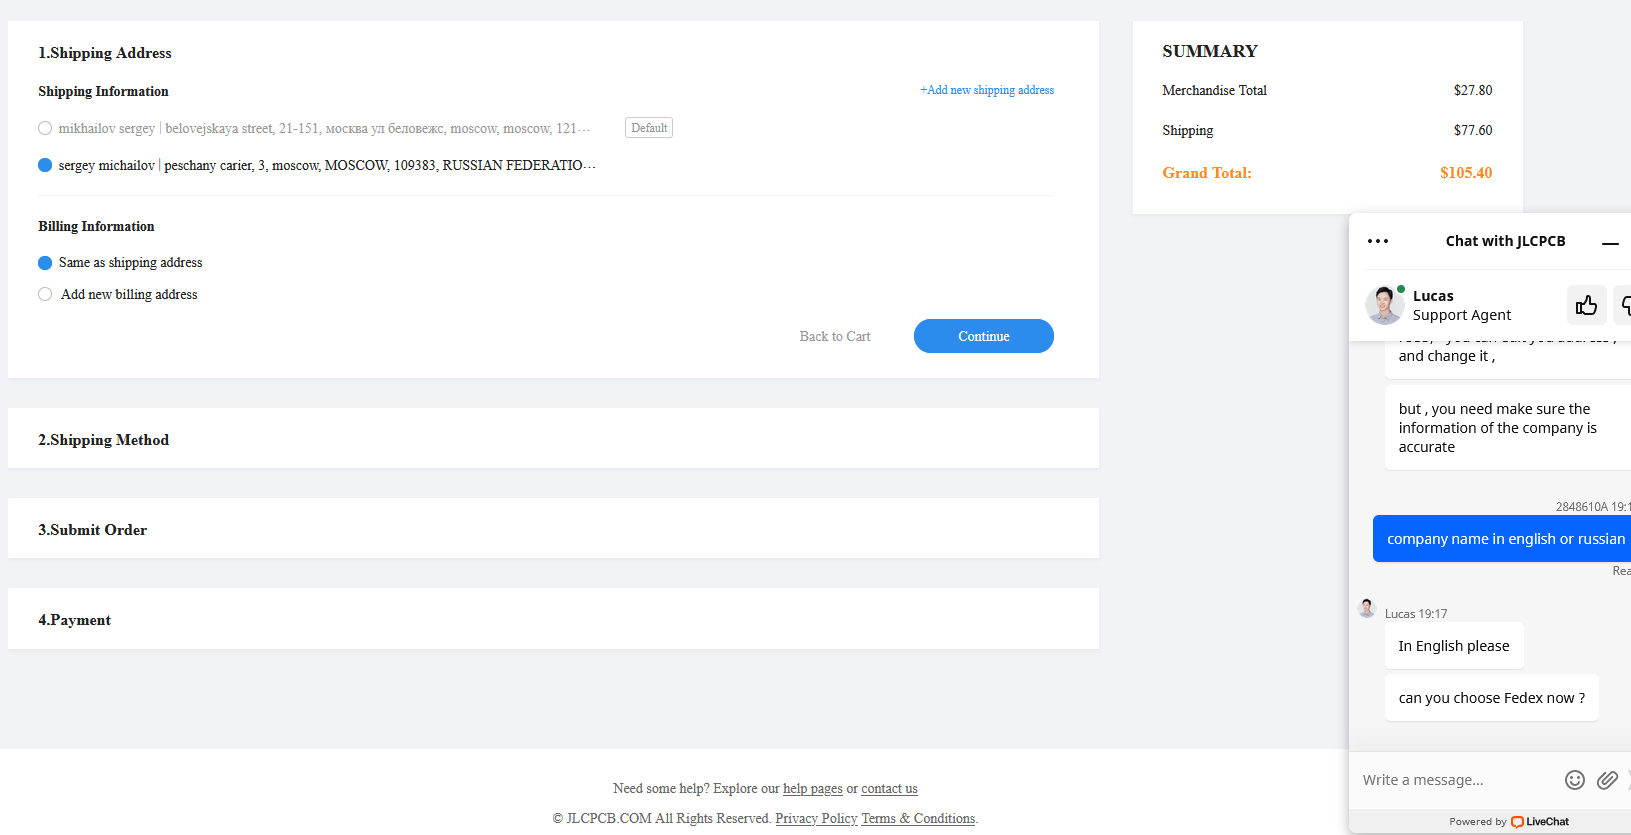 1.Shipping Address
Shipping Information
+Add new shipping address
mikhailov sergey | belovejskaya street, 21-151, москва ул беловежс, moscow, moscow, 121···
Default
sergey michailov | peschany carier, 3, moscow, MOSCOW, 109383, RUSSIAN FEDERATIO···
Billing Information
Same as shipping address
Add new billing address
Back to Cart
Continue
2.Shipping Method
3.Submit Order
4.Payment
SUMMARY
Merchandise Total $27.80
Shipping $77.60
Grand Total: $105.40
Chat with JLCPCB
Lucas
Support Agent
and change it ,
but , you need make sure the
information of the company is
accurate
2848610A 19:1
company name in english or russian
Rea
Lucas 19:17
In English please
can you choose Fedex now ?
Write a message...
Powered by LiveChat
Need some help? Explore our help pages or contact us
© JLCPCB.COM All Rights Reserved. Privacy Policy Terms & Conditions.